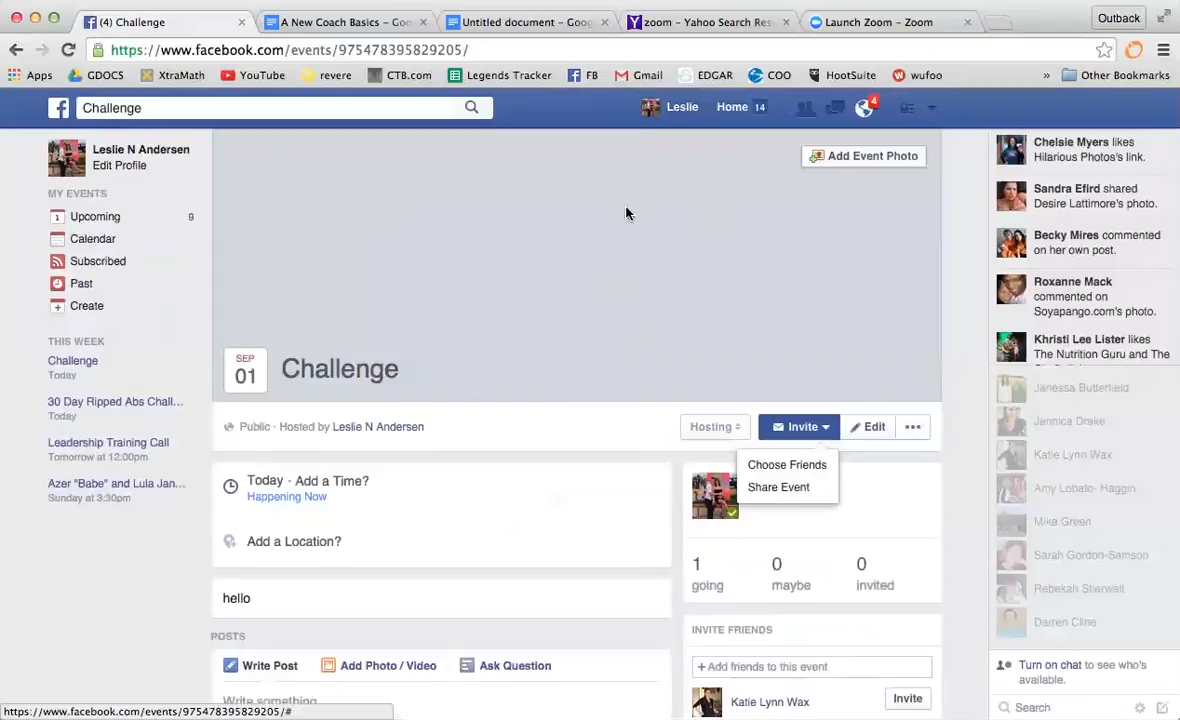 (4) Challenge
A New Coach Basics – Goo
Untitled document – Goog
zoom – Yahoo Search Res
Launch Zoom – Zoom
Outback
https://www.facebook.com/events/975478395829205/
Apps
GDOCS
XtraMath
YouTube
revere
CTB.com
Legends Tracker
FB
Gmail
EDGAR
COO
HootSuite
wufoo
»
Other Bookmarks
Challenge
Leslie
Home 14
4
Leslie N Andersen
Edit Profile
MY EVENTS
1 Upcoming 9
Calendar
Subscribed
Past
Create
THIS WEEK
Challenge
Today
30 Day Ripped Abs Chall...
Today
Leadership Training Call
Tomorrow at 12:00pm
Azer "Babe" and Lula Jan...
Sunday at 3:30pm
Add Event Photo
SEP
01
Challenge
Public · Hosted by Leslie N Andersen
Hosting
Invite
Edit
•••
Choose Friends
Share Event
Today · Add a Time?
Happening Now
Add a Location?
hello
POSTS
Write Post
Add Photo / Video
Ask Question
Write something...
1
going
0
maybe
0
invited
INVITE FRIENDS
+Add friends to this event
Katie Lynn Wax
Invite
Chelsie Myers likes
Hilarious Photos's link.
Sandra Efird shared
Desire Lattimore's photo.
Becky Mires commented
on her own post.
Roxanne Mack
commented on
Soyapango.com's photo.
Khristi Lee Lister likes
The Nutrition Guru and The
Janessa Butterfield
Jennica Drake
Katie Lynn Wax
Amy Lobato- Haggin
Mike Green
Sarah Gordon-Samson
Rebekah Stierwalt
Darren Cline
Turn on chat to see who's
available.
Search
https://www.facebook.com/events/975478395829205/#